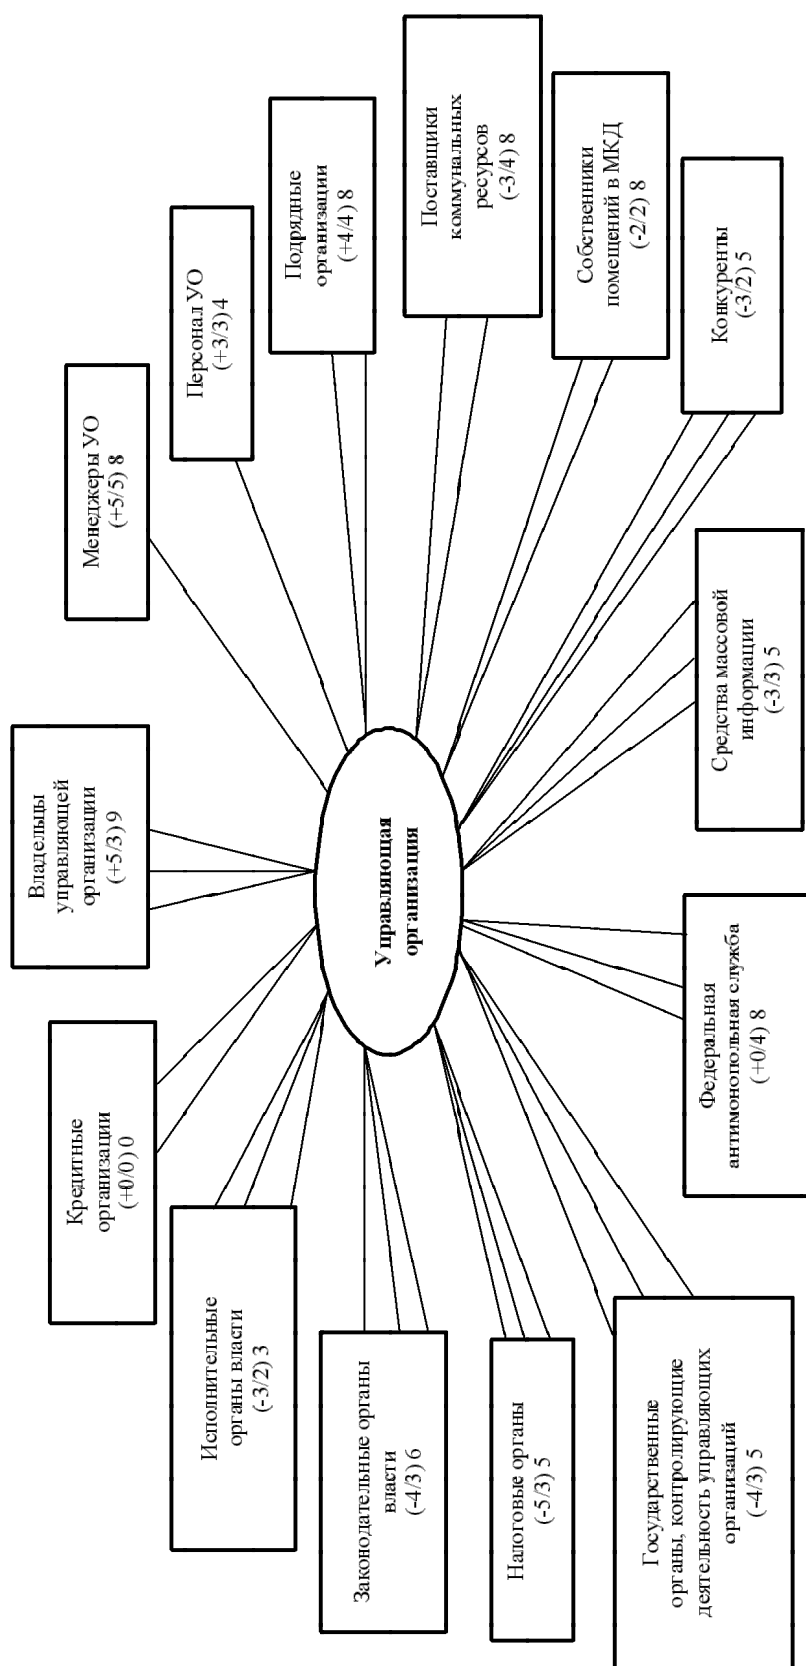 Владельцы
управляющей
организации
(+5/3) 9
Менеджеры УО
(+5/5) 8
Персонал УО
(+3/3) 4
Подрядные
организации
(+4/4) 8
Поставщики
коммунальных
ресурсов
(-3/4) 8
Собственники
помещений в МКД
(-2/2) 8
Конкуренты
(-3/2) 5
Средства массовой
информации
(-3/3) 5
Федеральная
антимонопольная служба
(+0/4) 8
Государственные
органы, контролирующие
деятельность управляющих
организаций
(-4/3) 5
Налоговые органы
(-5/3) 5
Законодательные органы
власти
(-4/3) 6
Исполнительные
органы власти
(-3/2) 3
Кредитные
организации
(+0/0) 0
Управляющая
организация